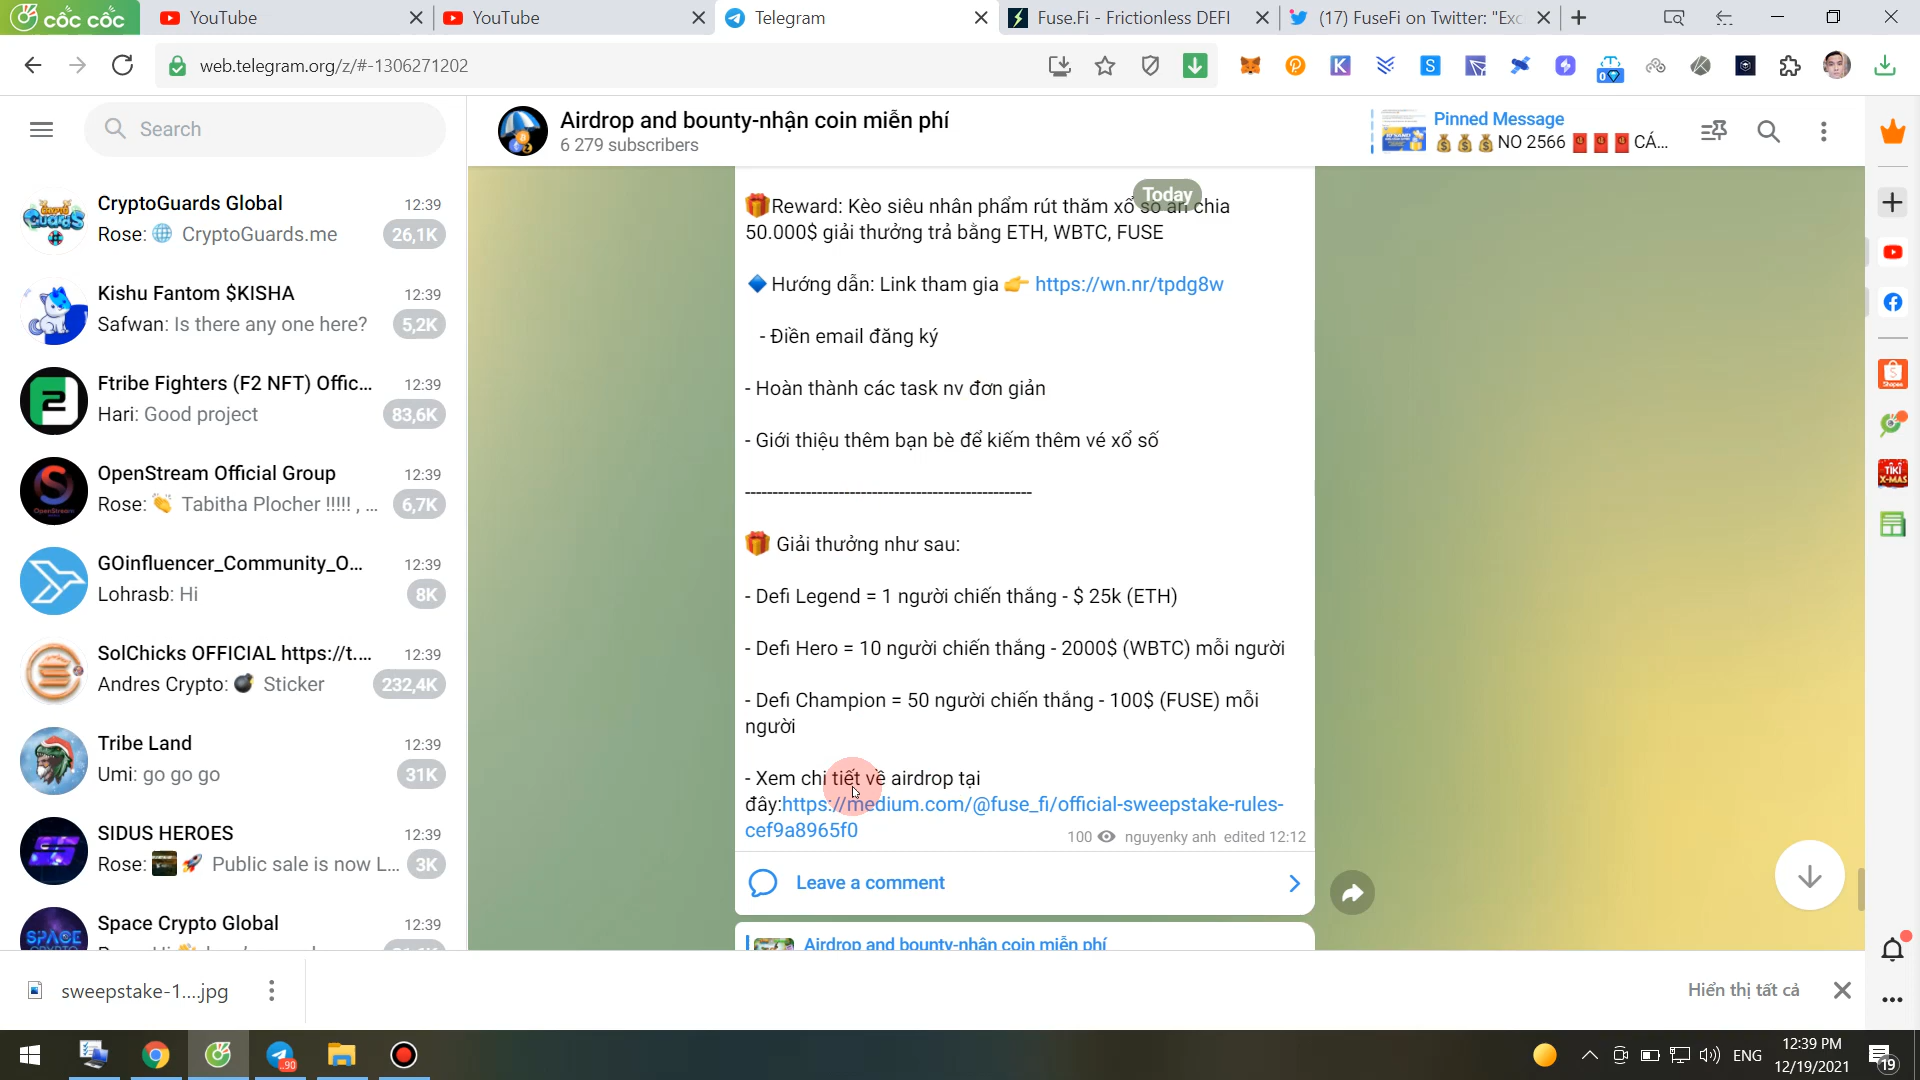 cốc cốc
YouTube
YouTube
Telegram
Fuse.Fi - Frictionless DEFI
(17) FuseFi on Twitter: "Exc
web.telegram.org/z/#-1306271202
Search
CryptoGuards Global 12:39
Rose: 🌐 CryptoGuards.me 26,1K
Kishu Fantom $KISHA 12:39
Safwan: Is there any one here? 5,2K
Ftribe Fighters (F2 NFT) Offic... 12:39
Hari: Good project 83,6K
OpenStream Official Group 12:39
Rose: 👏 Tabitha Plocher !!!!! , ... 6,7K
GOinfluencer_Community_O... 12:39
Lohrasb: Hi 8K
SolChicks OFFICIAL https://t.... 12:39
Andres Crypto: 💣 Sticker 232,4K
Tribe Land 12:39
Umi: go go go 31K
SIDUS HEROES 12:39
Rose: 🚀 Public sale is now L... 3K
Space Crypto Global 12:39
Airdrop and bounty-nhận coin miễn phí
6 279 subscribers
Pinned Message
💰💰💰NO 2566 🧧🧧🧧CÁ...
Today
🎁Reward: Kèo siêu nhân phẩm rút thăm xổ số ăn chia
50.000$ giải thưởng trả bằng ETH, WBTC, FUSE
🔷Hướng dẫn: Link tham gia 👉 https://wn.nr/tpdg8w
- Điền email đăng ký
- Hoàn thành các task nv đơn giản
- Giới thiệu thêm bạn bè để kiếm thêm vé xổ số
----------------------------------------------------
🎁 Giải thưởng như sau:
- Defi Legend = 1 người chiến thắng - $ 25k (ETH)
- Defi Hero = 10 người chiến thắng - 2000$ (WBTC) mỗi người
- Defi Champion = 50 người chiến thắng - 100$ (FUSE) mỗi
người
- Xem chi tiết về airdrop tại
đây:https://medium.com/@fuse_fi/official-sweepstake-rules-
cef9a8965f0
100 nguyenky anh edited 12:12
Leave a comment
Airdrop and bounty-nhận coin miễn phí
sweepstake-1....jpg
Hiển thị tất cả
90
ENG
12:39 PM
12/19/2021
19